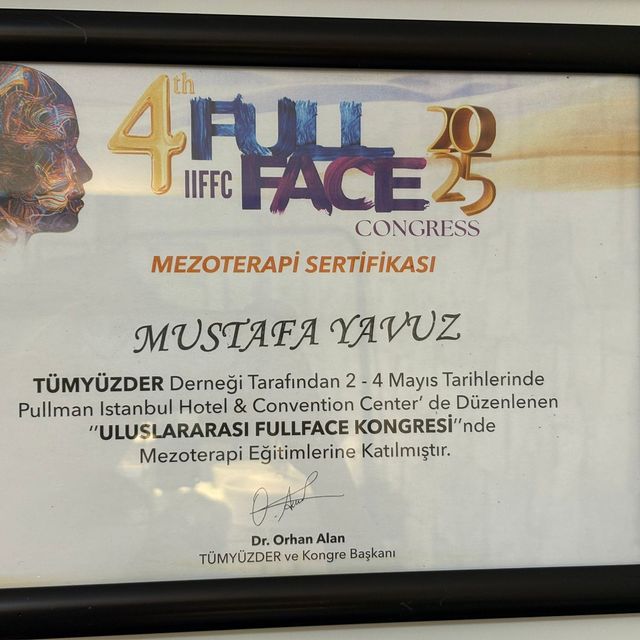 4th FULL 2025
IIFFC FACE
CONGRESS
MEZOTERAPİ SERTİFİKASI
MUSTAFA YAVUZ
TÜMYÜZDER Derneği Tarafından 2 - 4 Mayıs Tarihlerinde
Pullman Istanbul Hotel & Convention Center' de Düzenlenen
''ULUSLARARASI FULLFACE KONGRESİ''nde
Mezoterapi Eğitimlerine Katılmıştır.
Dr. Orhan Alan
TÜMYÜZDER ve Kongre Başkanı